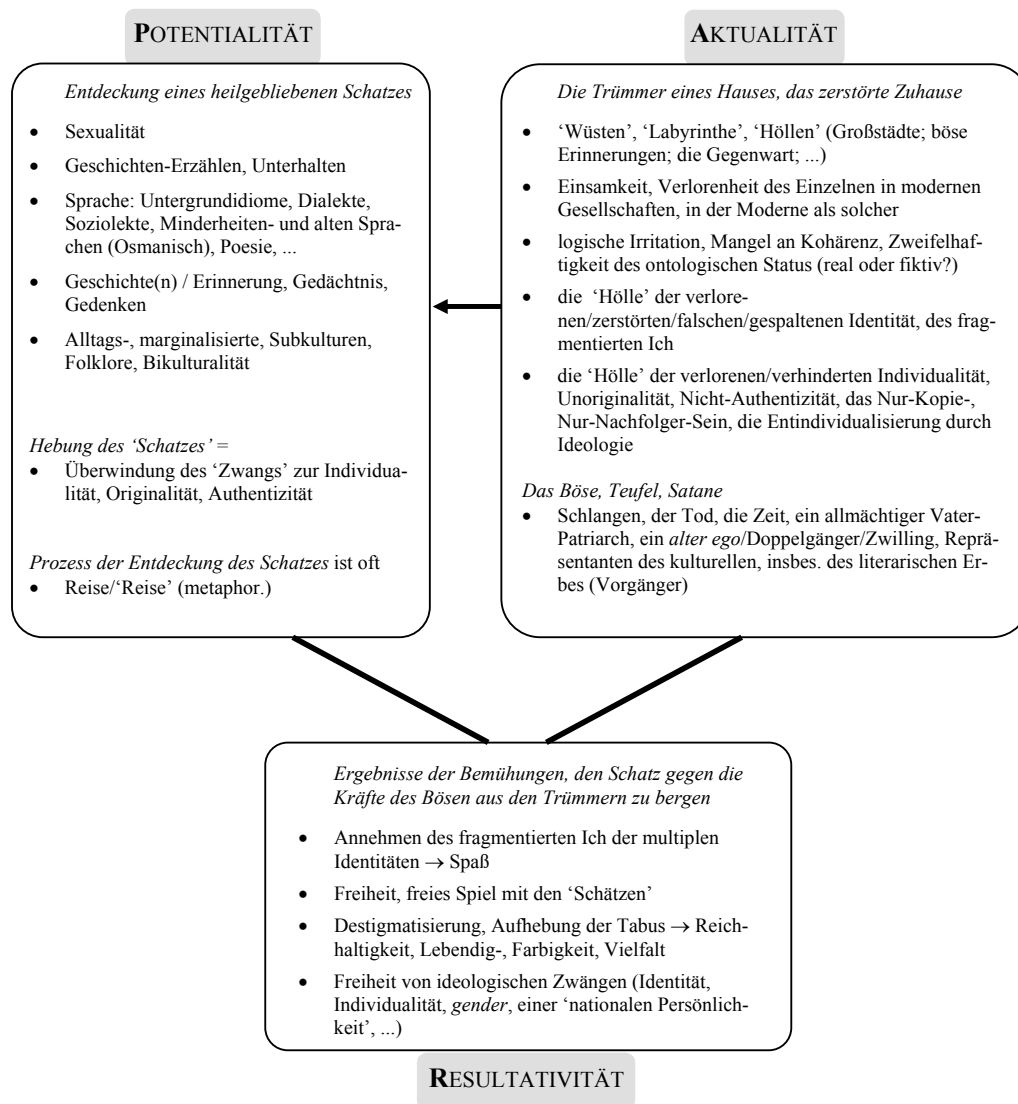 POTENTIALITÄT
Entdeckung eines heilgebliebenen Schatzes
• Sexualität
• Geschichten-Erzählen, Unterhalten
• Sprache: Untergrundidiome, Dialekte,
Soziolekte, Minderheiten- und alten Spra-
chen (Osmanisch), Poesie, ...
• Geschichte(n) / Erinnerung, Gedächtnis,
Gedenken
• Alltags-, marginalisierte, Subkulturen,
Folklore, Bikulturalität
Hebung des ‘Schatzes’ =
• Überwindung des ‘Zwangs’ zur Individua-
lität, Originalität, Authentizität
Prozess der Entdeckung des Schatzes ist oft
• Reise/‘Reise’ (metaphor.)
AKTUALITÄT
Die Trümmer eines Hauses, das zerstörte Zuhause
• ‘Wüsten’, ‘Labyrinthe’, ‘Höllen’ (Großstädte; böse
Erinnerungen; die Gegenwart; ...)
• Einsamkeit, Verlorenheit des Einzelnen in modernen
Gesellschaften, in der Moderne als solcher
• logische Irritation, Mangel an Kohärenz, Zweifelhaf-
tigkeit des ontologischen Status (real oder fiktiv?)
• die ‘Hölle’ der verlore-
nen/zerstörten/falschen/gespaltenen Identität, des frag-
mentierten Ich
• die ‘Hölle’ der verlorenen/verhinderten Individualität,
Unoriginalität, Nicht-Authentizität, das Nur-Kopie-,
Nur-Nachfolger-Sein, die Entindividualisierung durch
Ideologie
Das Böse, Teufel, Satane
• Schlangen, der Tod, die Zeit, ein allmächtiger Vater-
Patriarch, ein alter ego/Doppelgänger/Zwilling, Reprä-
sentanten des kulturellen, insbes. des literarischen Er-
bes (Vorgänger)
Ergebnisse der Bemühungen, den Schatz gegen die
Kräfte des Bösen aus den Trümmern zu bergen
• Annehmen des fragmentierten Ich der multiplen
Identitäten → Spaß
• Freiheit, freies Spiel mit den ‘Schätzen’
• Destigmatisierung, Aufhebung der Tabus → Reich-
haltigkeit, Lebendig-, Farbigkeit, Vielfalt
• Freiheit von ideologischen Zwängen (Identität,
Individualität, gender, einer ‘nationalen Persönlich-
keit’, ...)
RESULTATIVITÄT